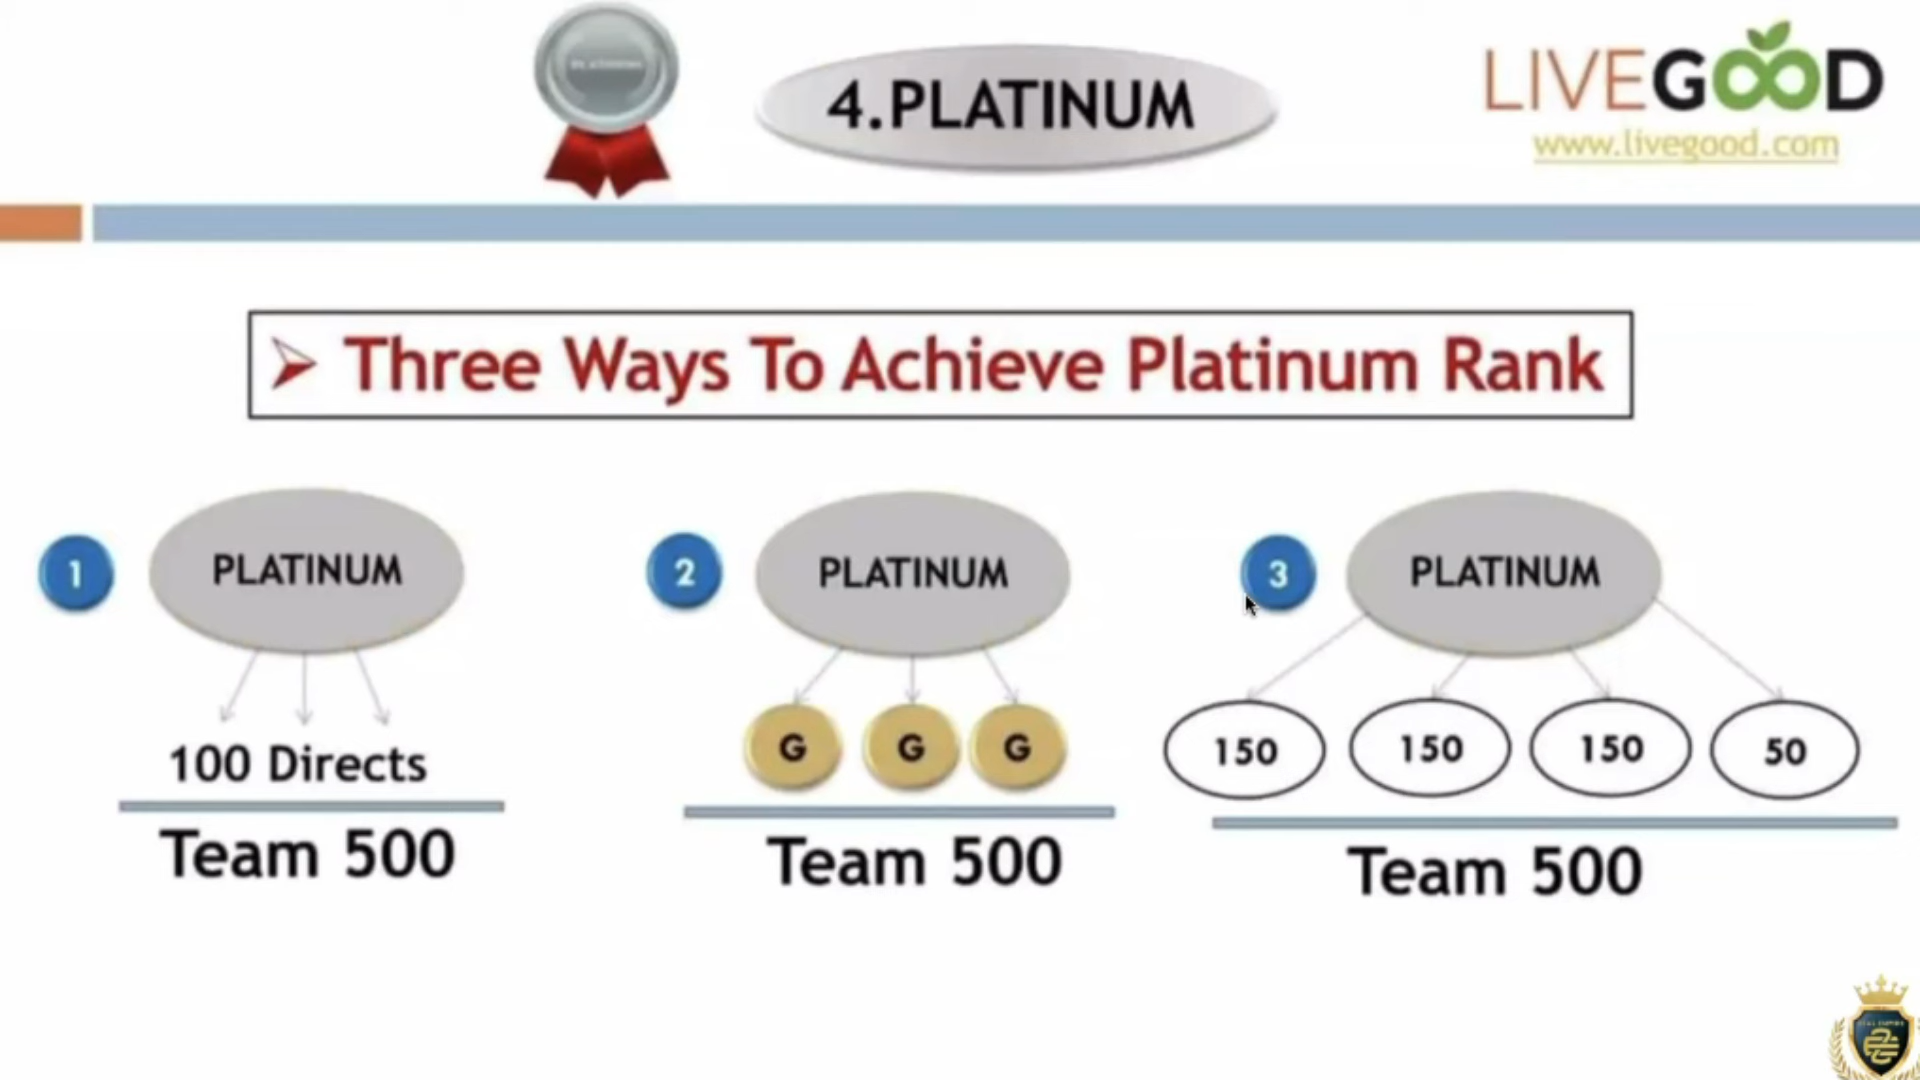 4.PLATINUM
LIVEGOOD
www.livegood.com
Three Ways To Achieve Platinum Rank
1
PLATINUM
100 Directs
Team 500
2
PLATINUM
G G G
Team 500
3
PLATINUM
150 150 150 50
Team 500